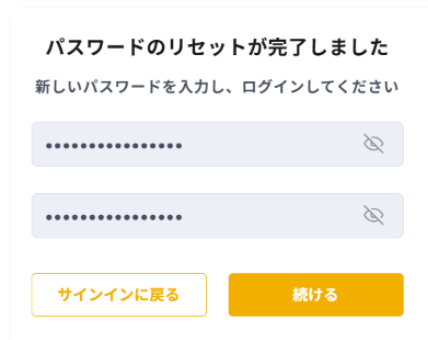 パスワードのリセットが完了しました
新しいパスワードを入力し、ログインしてください
••••••••••••••••
••••••••••••••••
サインインに戻る
続ける